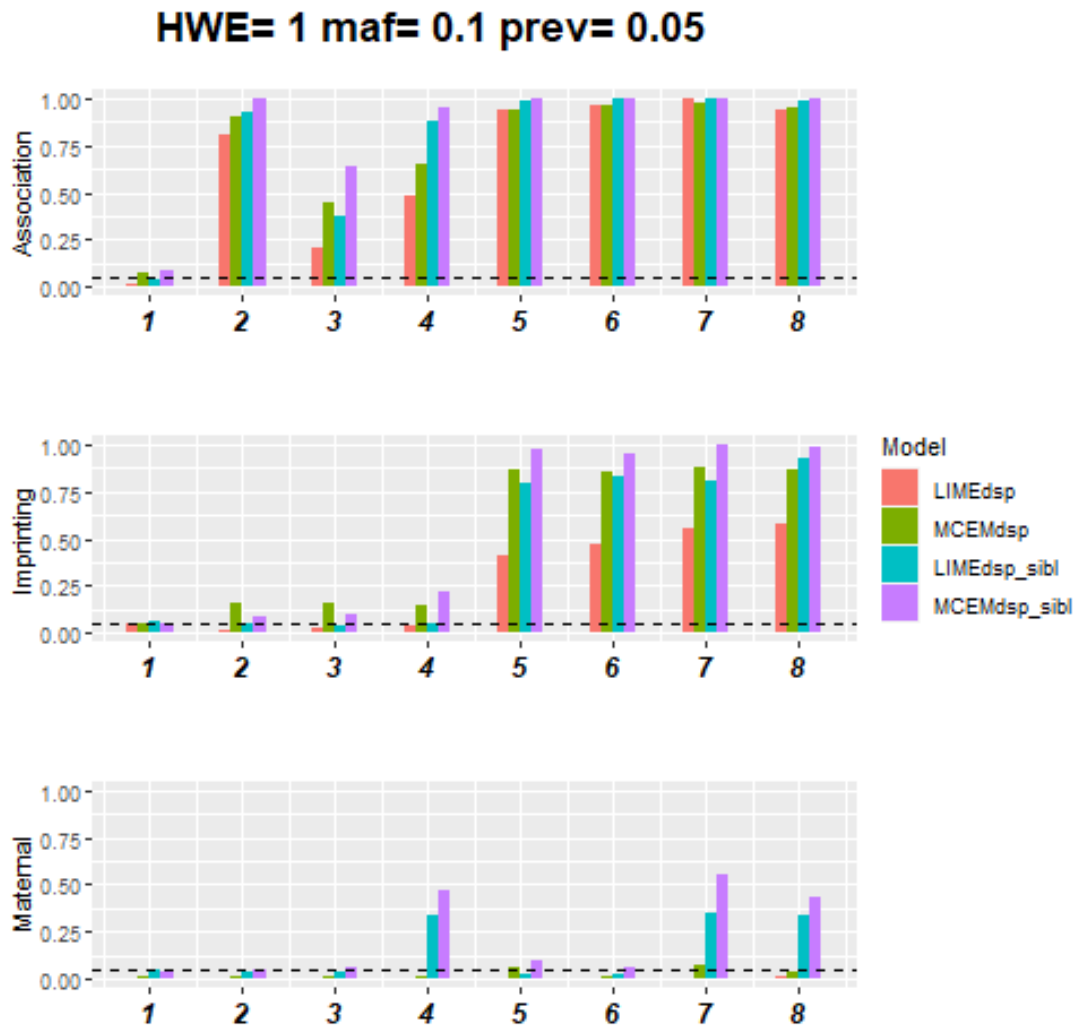 HWE= 1 maf= 0.1 prev= 0.05
Association
1.00
0.75
0.50
0.25
0.00
1 2 3 4 5 6 7 8
Imprinting
1.00
0.75
0.50
0.25
0.00
1 2 3 4 5 6 7 8
Model
LIMEdsp
MCEMdsp
LIMEdsp_sibl
MCEMdsp_sibl
Maternal
1.00
0.75
0.50
0.25
0.00
1 2 3 4 5 6 7 8